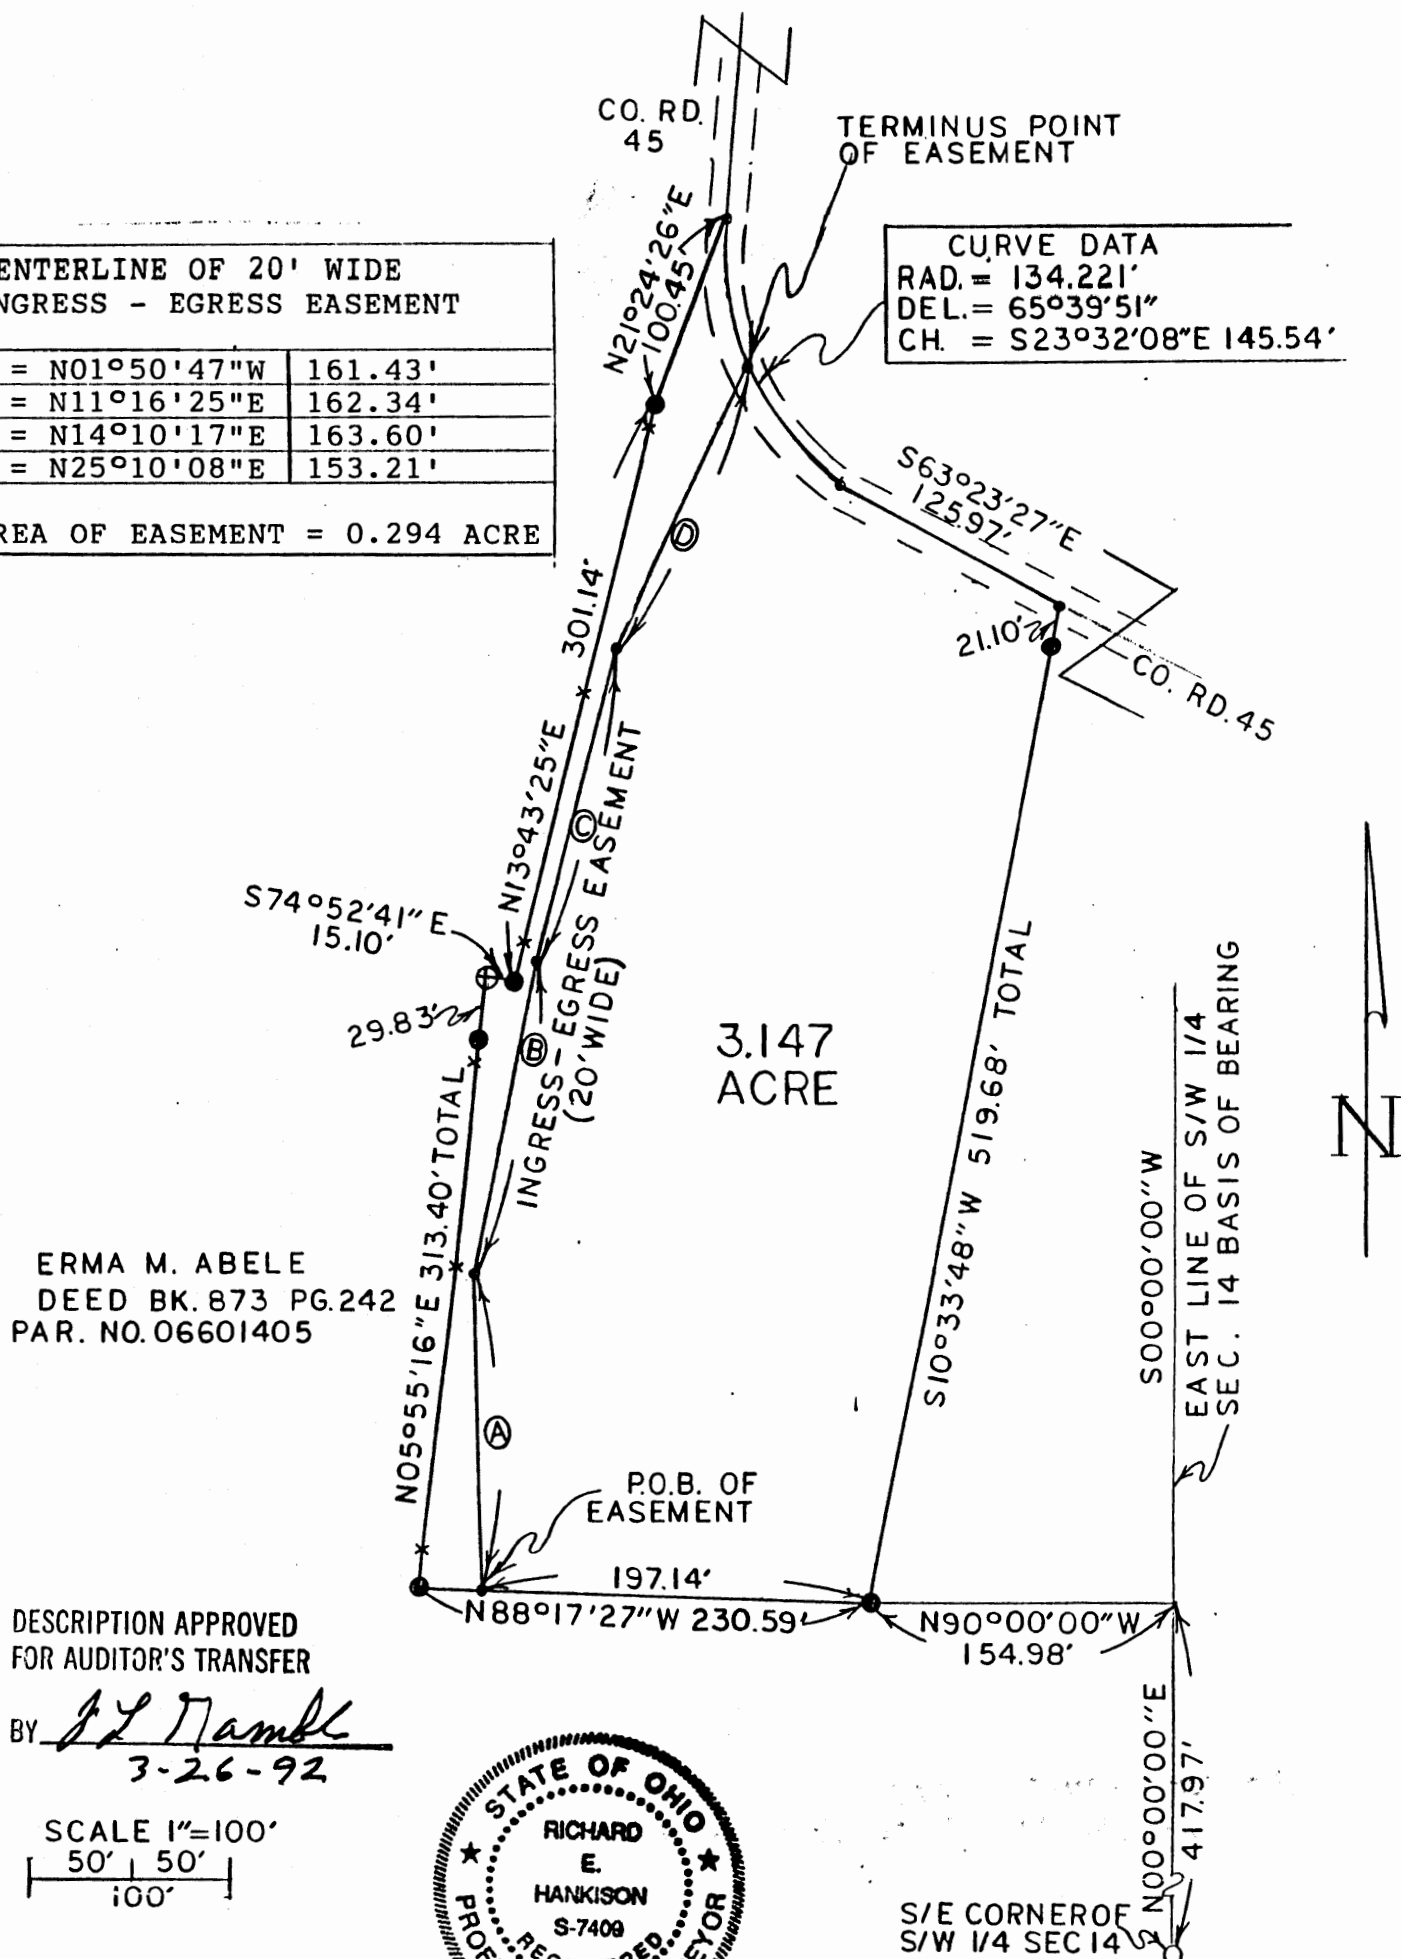 CO. RD.
45
TERMINUS POINT
OF EASEMENT
N21°24'26"E
100.45'
CURVE DATA
RAD. = 134.221'
DEL. = 65°39'51"
CH. = S23°32'08"E 145.54'
ENTERLINE OF 20' WIDE
NGRESS - EGRESS EASEMENT
= N01°50'47"W 161.43'
= N11°16'25"E 162.34'
= N14°10'17"E 163.60'
= N25°10'08"E 153.21'
REA OF EASEMENT = 0.294 ACRE
S63°23'27"E
125.97'
D
301.14'
21.10'
CO. RD. 45
N13°43'25"E
C
S74°52'41"E
15.10'
29.83'
B
INGRESS-EGRESS EASEMENT
(20' WIDE)
3.147
ACRE
S10°33'48"W 519.68' TOTAL
S00°00'00"W
EAST LINE OF S/W 1/4
SEC. 14 BASIS OF BEARING
N
N05°55'16"E 313.40' TOTAL
ERMA M. ABELE
DEED BK. 873 PG. 242
PAR. NO. 06601405
A
P.O.B. OF
EASEMENT
197.14'
N88°17'27"W 230.59'
N90°00'00"W
154.98'
DESCRIPTION APPROVED
FOR AUDITOR'S TRANSFER
BY
3-26-92
SCALE 1"=100'
50' 50'
100'
STATE OF OHIO
RICHARD
E.
HANKISON
S-7409
N00°00'00"E
417.97'
S/E CORNER OF
S/W 1/4 SEC 14